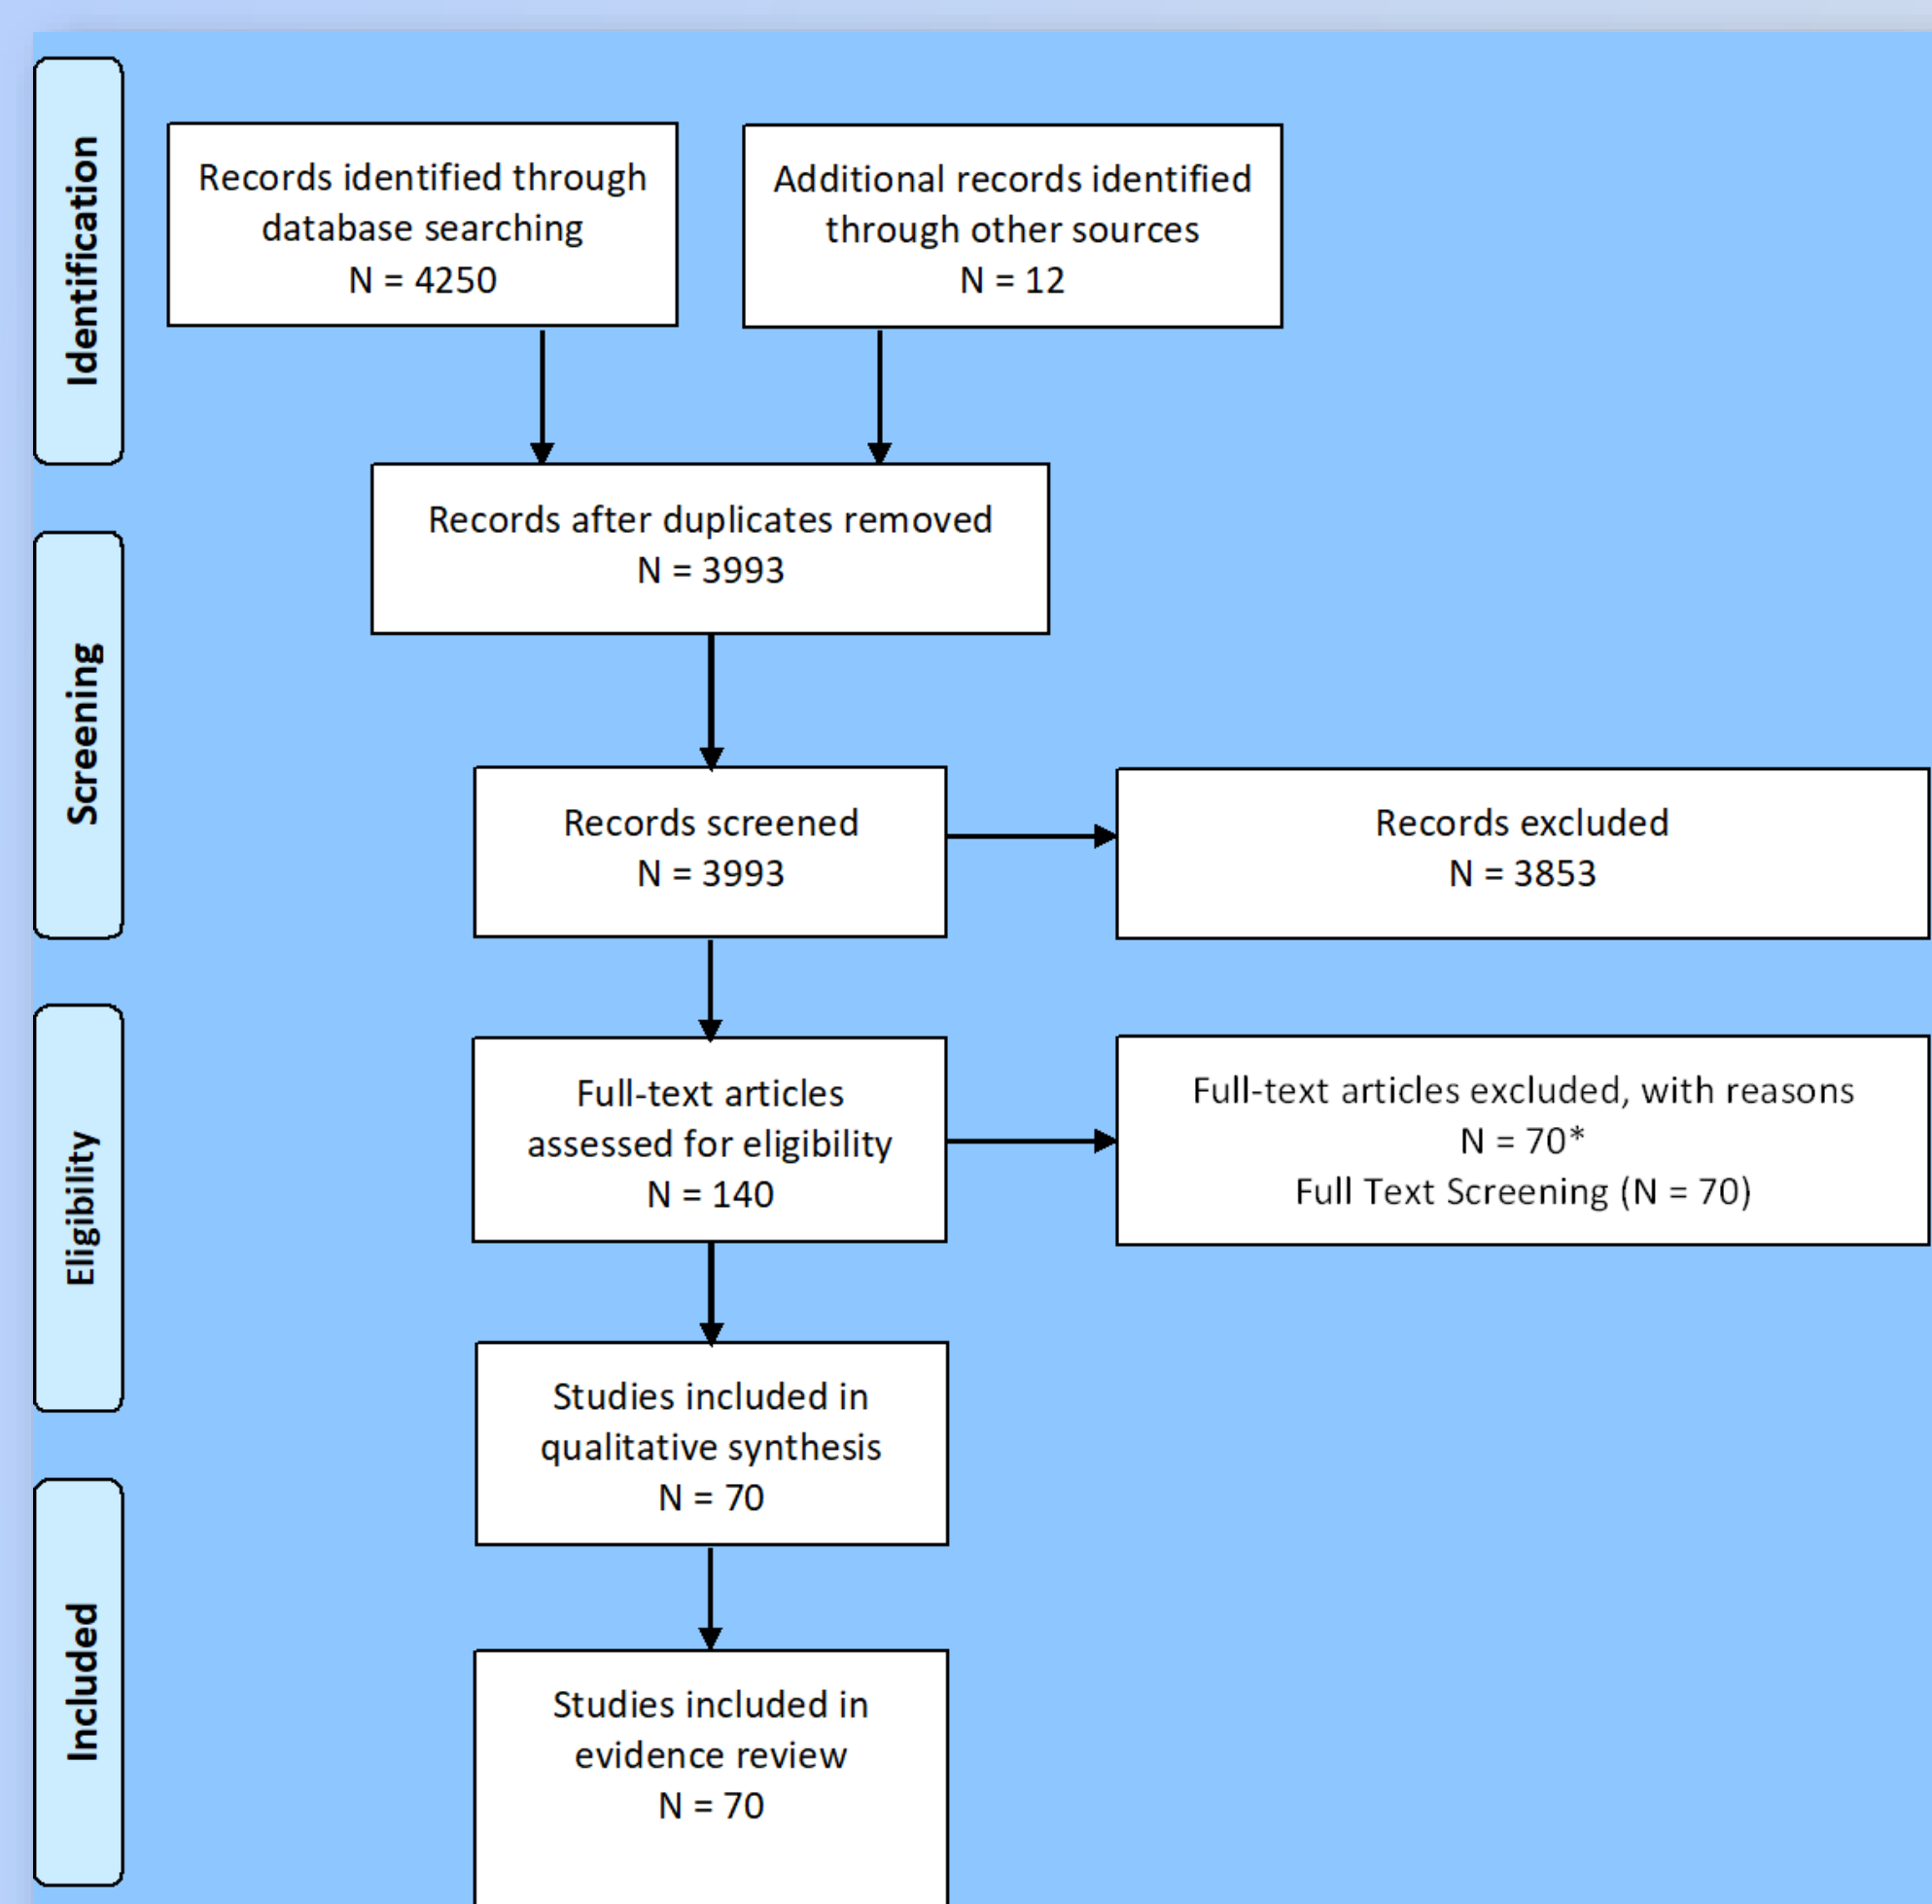 Identification
Records identified through
database searching
N = 4250
Additional records identified
through other sources
N = 12
Records after duplicates removed
N = 3993
Screening
Records screened
N = 3993
Records excluded
N = 3853
Eligibility
Full-text articles
assessed for eligibility
N = 140
Full-text articles excluded, with reasons
N = 70*
Full Text Screening (N = 70)
Studies included in
qualitative synthesis
N = 70
Included
Studies included in
evidence review
N = 70